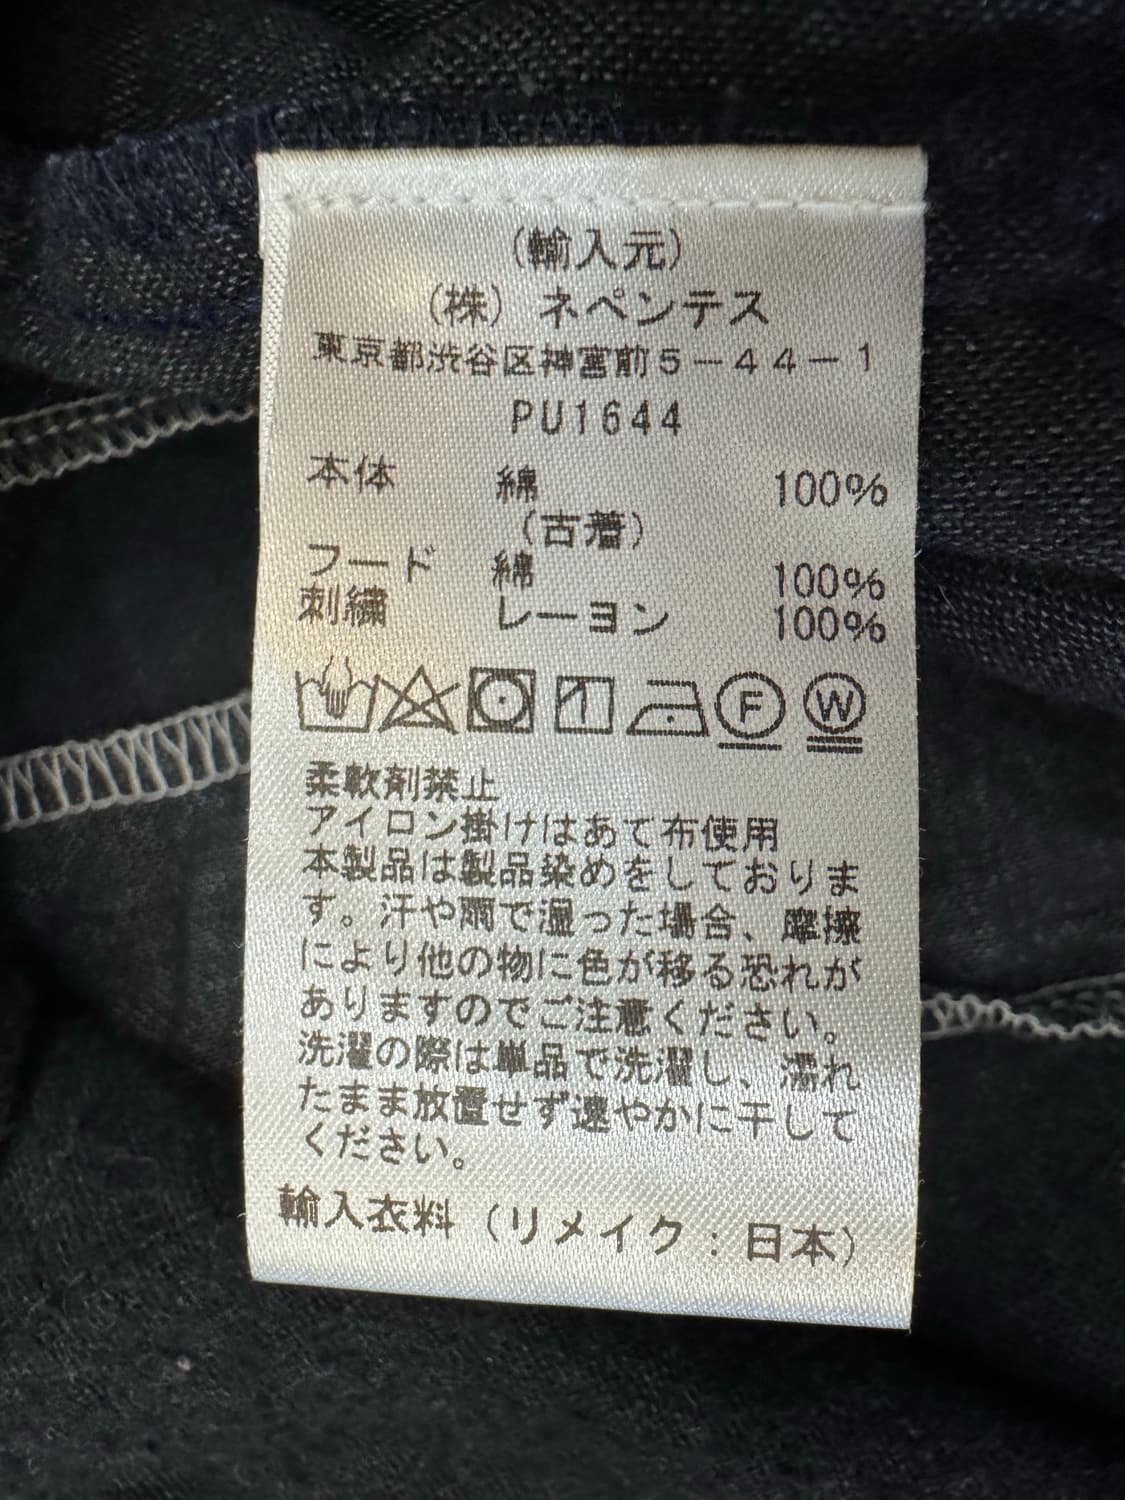 (輸入元)
(株) ネペンテス
東京都渋谷区神宮前5-44-1
PU1644
本体 綿 100%
(古着)
フード 綿 100%
刺繍 レーヨン 100%
F W
柔軟剤禁止
アイロン掛けはあて布使用
本製品は製品染めをしておりま
す。汗や雨で湿った場合、摩擦
により他の物に色が移る恐れが
ありますのでご注意ください。
洗濯の際は単品で洗濯し、濡れ
たまま放置せず速やかに干して
ください。
輸入衣料 (リメイク:日本)